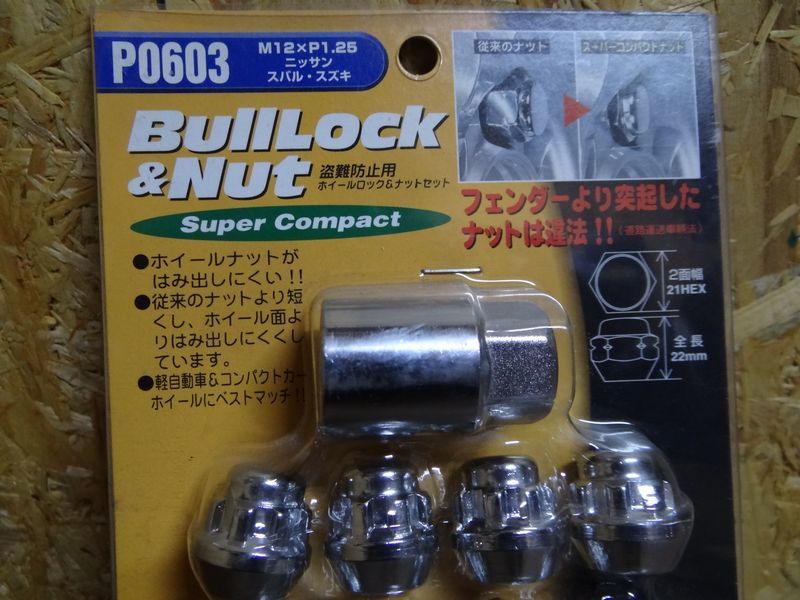 P0603
M12×P1.25
ニッサン
スバル・スズキ
BullLock
&Nut
盗難防止用
ホイールロック&ナットセット
Super Compact
従来のナット
スーパーコンパクトナット
フェンダーより突起した
ナットは違法!!(道路運送車輌法)
●ホイールナットが
はみ出しにくい!!
●従来のナットより短
くし、ホイール面よ
りはみ出しにくくし
ています。
●軽自動車&コンパクトカー
ホイールにベストマッチ!!
2面幅
21HEX
全長
22mm